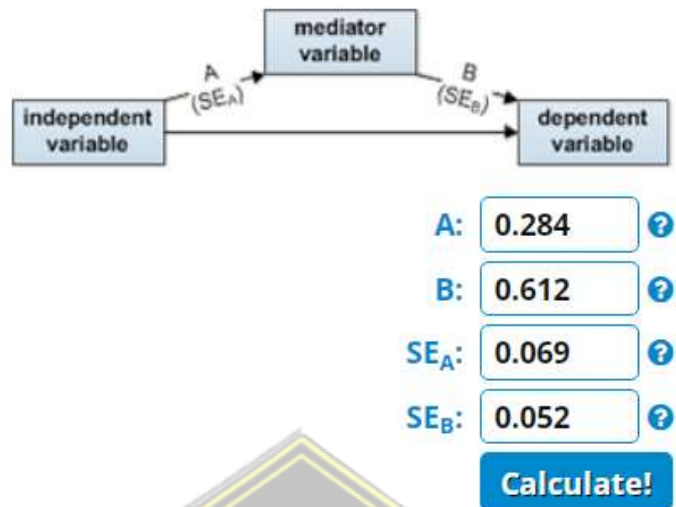 mediator
variable
A
(SEA)
B
(SEB)
independent
variable
dependent
variable
A: 0.284 ?
B: 0.612 ?
SEA: 0.069 ?
SEB: 0.052 ?
Calculate!